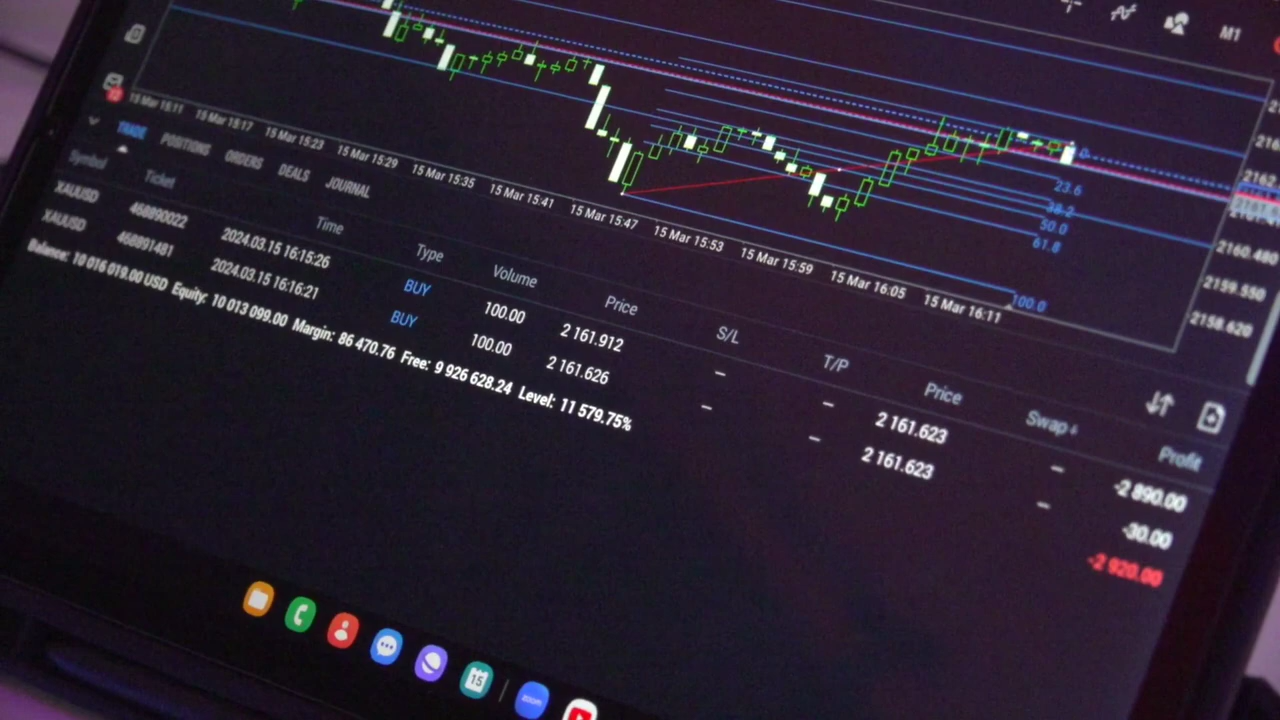 M1
23.6
38.2
50.0
61.8
100.0
2162
2160.480
2159.550
2158.620
15 Mar 15:11 15 Mar 15:17 15 Mar 15:23 15 Mar 15:29 15 Mar 15:35 15 Mar 15:41 15 Mar 15:47 15 Mar 15:53 15 Mar 15:59 15 Mar 16:05 15 Mar 16:11
TRADE POSITIONS ORDERS DEALS JOURNAL
Symbol Ticket Time Type Volume Price S/L T/P Price Swap+ Profit
XAUUSD 468890022 2024.03.15 16:15:26 BUY 100.00 2 161.912 – – 2 161.623 – -2 890.00
XAUUSD 468891481 2024.03.15 16:16:21 BUY 100.00 2 161.626 – – 2 161.623 – -30.00
Balance: 10 016 019.00 USD Equity: 10 013 099.00 Margin: 86 470.76 Free: 9 926 628.24 Level: 11 579.75% -2 920.00
15
zoom